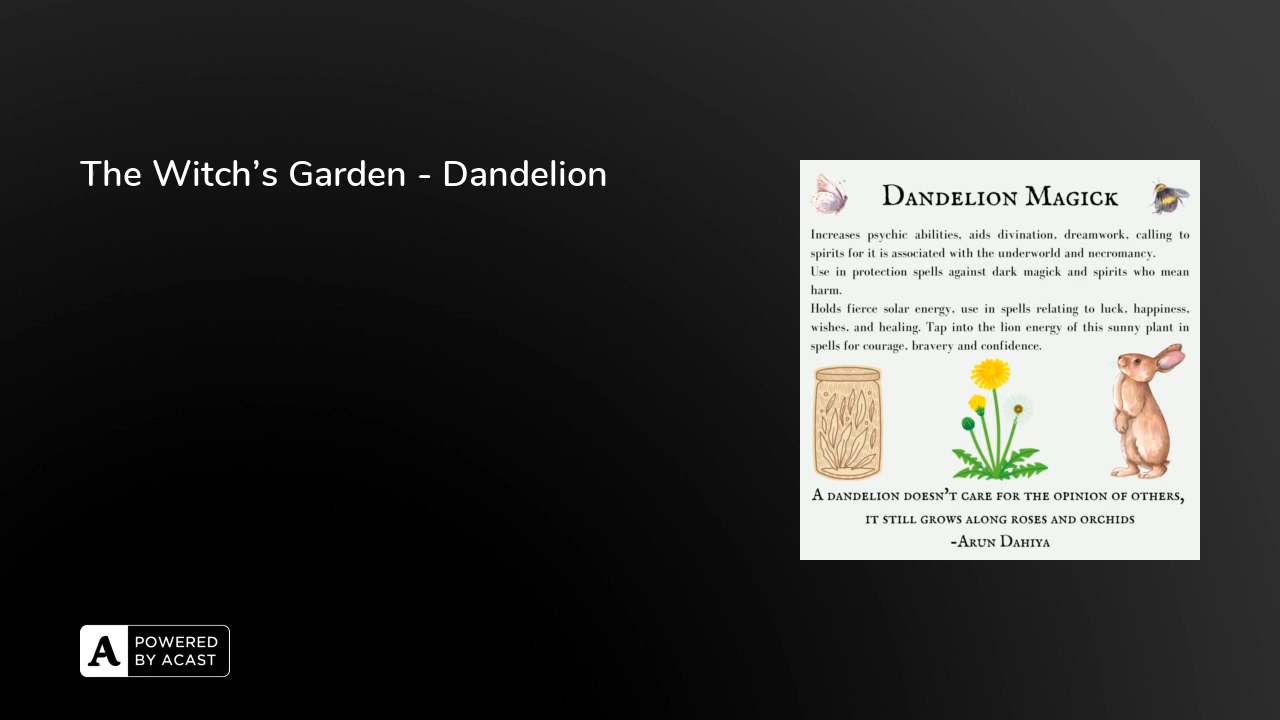 The Witch’s Garden - Dandelion
Dandelion Magick
Increases psychic abilities, aids divination, dreamwork, calling to
spirits for it is associated with the underworld and necromancy.
Use in protection spells against dark magick and spirits who mean
harm.
Holds fierce solar energy, use in spells relating to luck, happiness,
wishes, and healing. Tap into the lion energy of this sunny plant in
spells for courage, bravery and confidence.
A dandelion doesn't care for the opinion of others,
it still grows along roses and orchids
-Arun Dahiya
A POWERED
BY ACAST